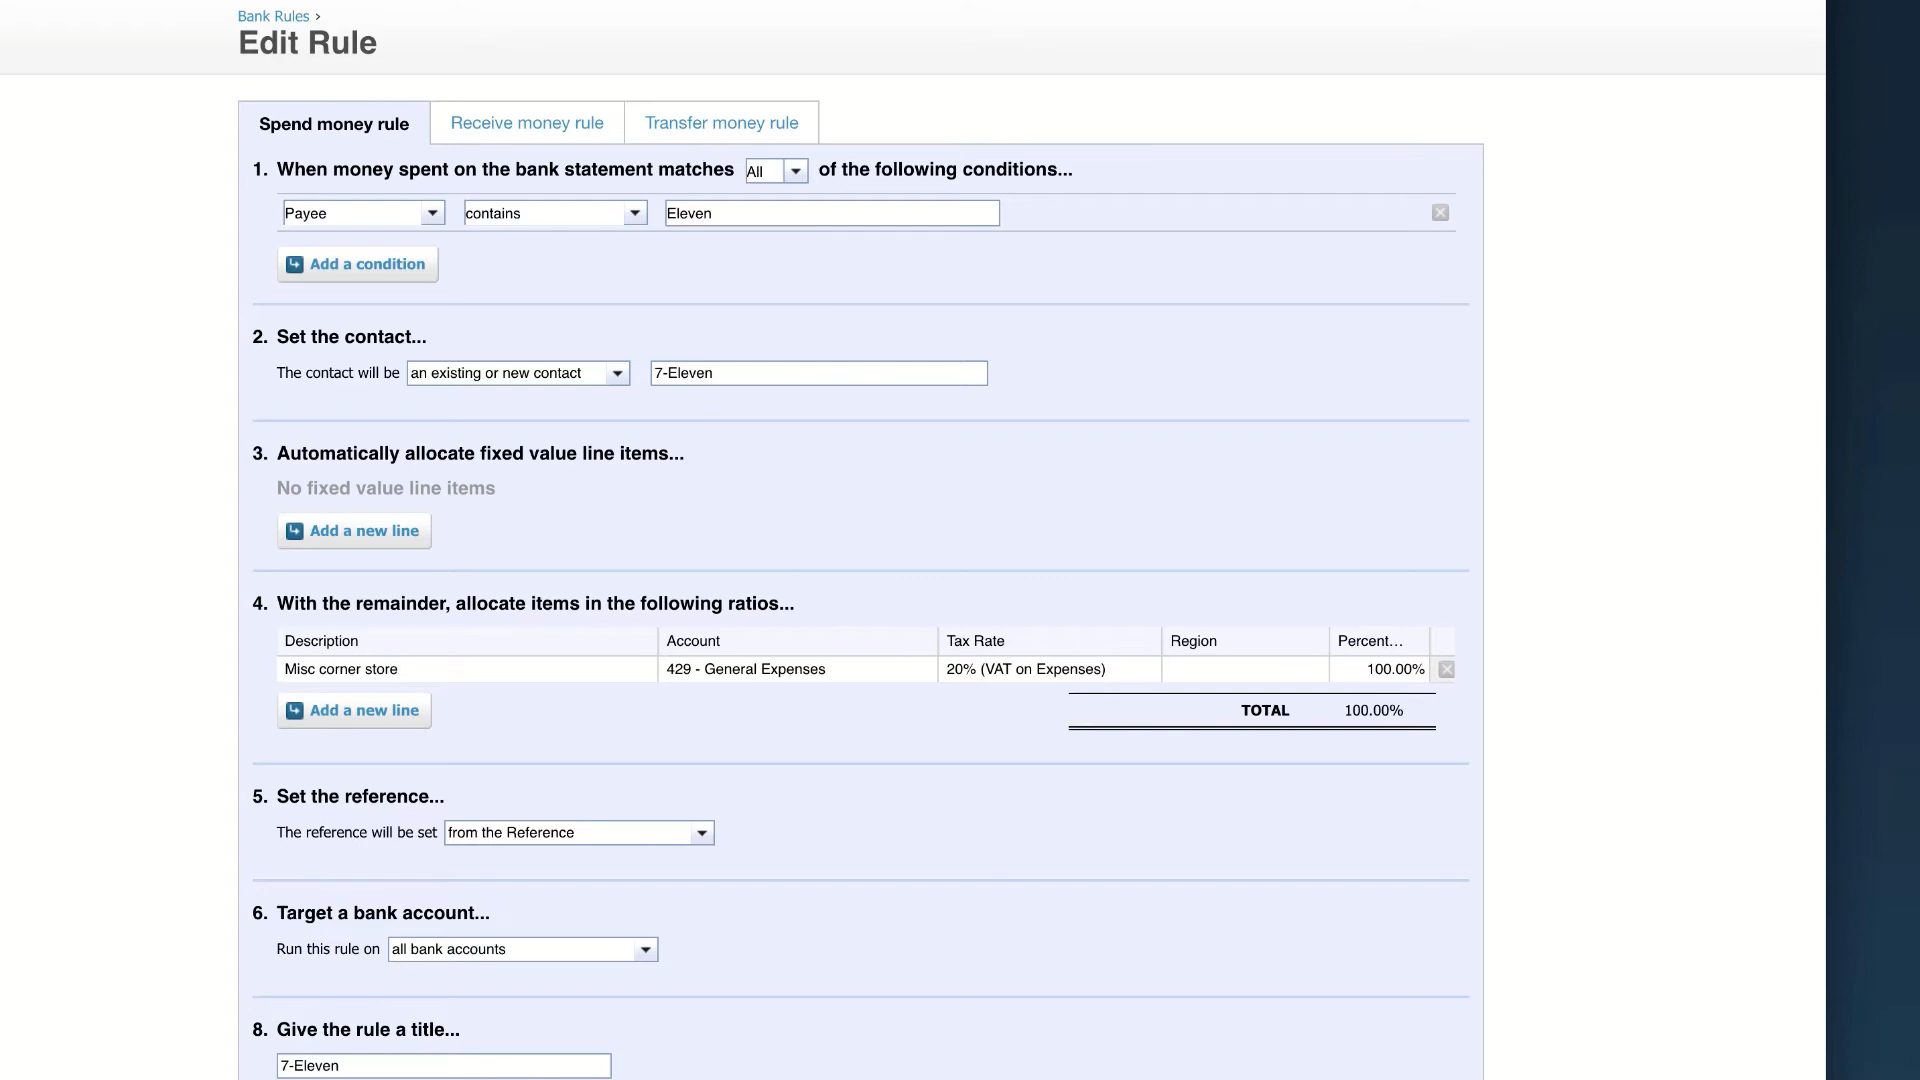 Bank Rules ›
Edit Rule
Spend money rule
Receive money rule
Transfer money rule
1. When money spent on the bank statement matches All of the following conditions...
Payee contains Eleven
Add a condition
2. Set the contact...
The contact will be an existing or new contact 7-Eleven
3. Automatically allocate fixed value line items...
No fixed value line items
Add a new line
4. With the remainder, allocate items in the following ratios...
Description Account Tax Rate Region Percent...
Misc corner store 429 - General Expenses 20% (VAT on Expenses) 100.00%
Add a new line
TOTAL 100.00%
5. Set the reference...
The reference will be set from the Reference
6. Target a bank account...
Run this rule on all bank accounts
8. Give the rule a title...
7-Eleven